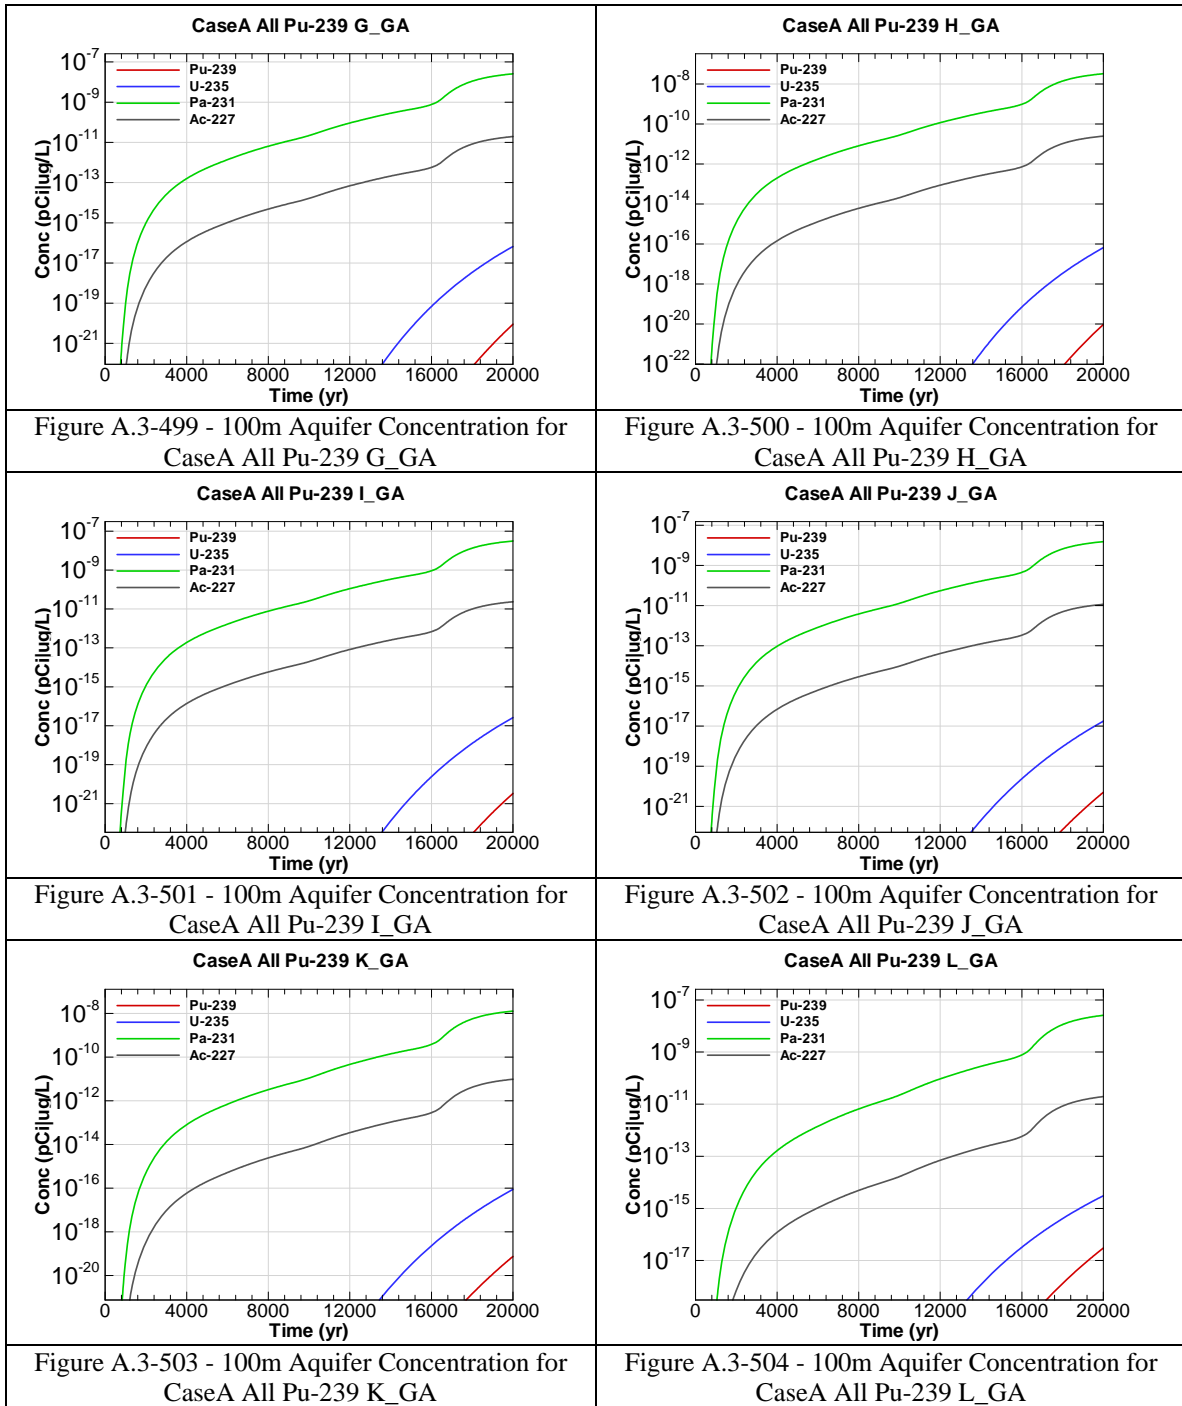 CaseA All Pu-239 G_GA
Conc (pCi|ug/L)
10-7
10-9
10-11
10-13
10-15
10-17
10-19
10-21
Pu-239
U-235
Pa-231
Ac-227
0 4000 8000 12000 16000 20000
Time (yr)
Figure A.3-499 - 100m Aquifer Concentration for
CaseA All Pu-239 G_GA
CaseA All Pu-239 H_GA
Conc (pCi|ug/L)
10-8
10-10
10-12
10-14
10-16
10-18
10-20
10-22
Pu-239
U-235
Pa-231
Ac-227
0 4000 8000 12000 16000 20000
Time (yr)
Figure A.3-500 - 100m Aquifer Concentration for
CaseA All Pu-239 H_GA
CaseA All Pu-239 I_GA
Conc (pCi|ug/L)
10-7
10-9
10-11
10-13
10-15
10-17
10-19
10-21
Pu-239
U-235
Pa-231
Ac-227
0 4000 8000 12000 16000 20000
Time (yr)
Figure A.3-501 - 100m Aquifer Concentration for
CaseA All Pu-239 I_GA
CaseA All Pu-239 J_GA
Conc (pCi|ug/L)
10-7
10-9
10-11
10-13
10-15
10-17
10-19
10-21
Pu-239
U-235
Pa-231
Ac-227
0 4000 8000 12000 16000 20000
Time (yr)
Figure A.3-502 - 100m Aquifer Concentration for
CaseA All Pu-239 J_GA
CaseA All Pu-239 K_GA
Conc (pCi|ug/L)
10-8
10-10
10-12
10-14
10-16
10-18
10-20
Pu-239
U-235
Pa-231
Ac-227
0 4000 8000 12000 16000 20000
Time (yr)
Figure A.3-503 - 100m Aquifer Concentration for
CaseA All Pu-239 K_GA
CaseA All Pu-239 L_GA
Conc (pCi|ug/L)
10-7
10-9
10-11
10-13
10-15
10-17
Pu-239
U-235
Pa-231
Ac-227
0 4000 8000 12000 16000 20000
Time (yr)
Figure A.3-504 - 100m Aquifer Concentration for
CaseA All Pu-239 L_GA